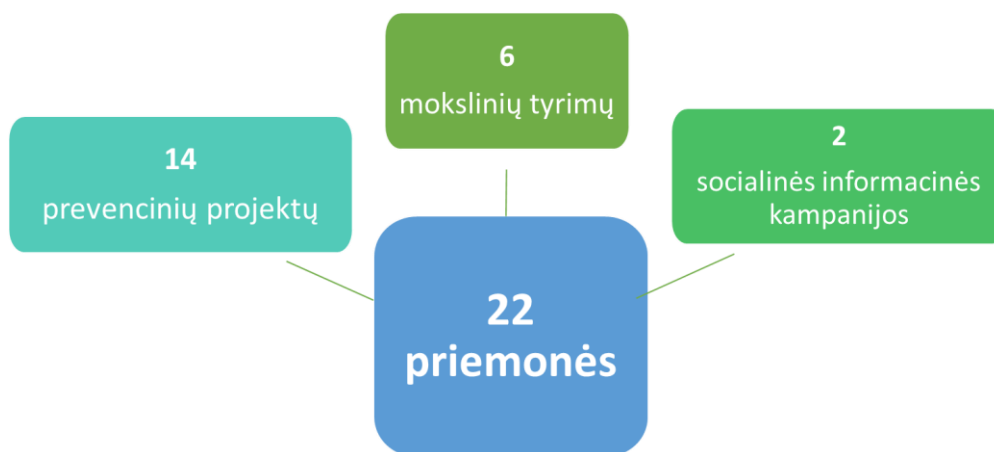 6
mokslinių tyrimų
14
prevencinių projektų
2
socialinės informacinės
kampanijos
22
priemonės